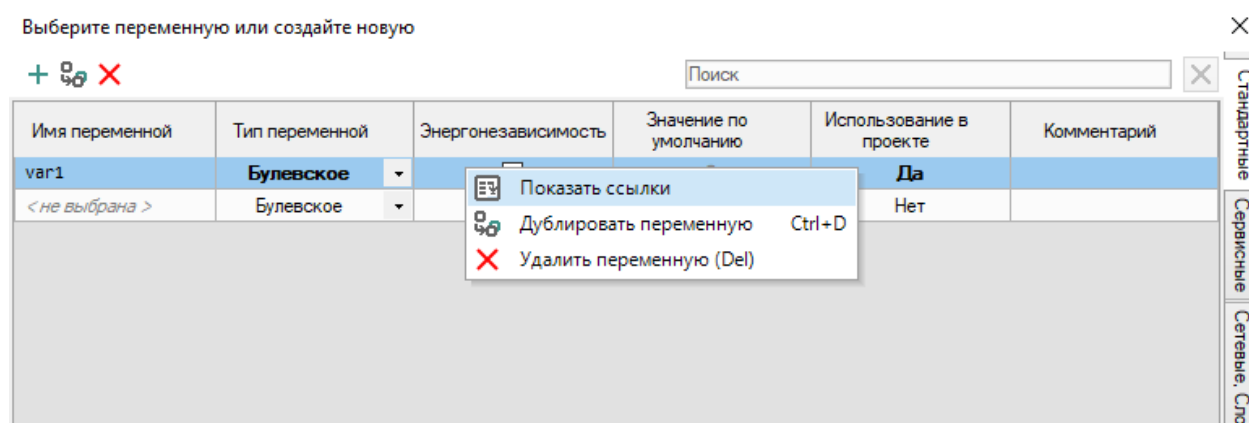 Выберите переменную или создайте новую
Поиск
Имя переменной
Тип переменной
Энергонезависимость
Значение по
умолчанию
Использование в
проекте
Комментарий
var1
Булевское
Да
<не выбрана >
Булевское
Нет
Показать ссылки
Дублировать переменную Ctrl+D
Удалить переменную (Del)
Стандартные
Сервисные
Сетевые,